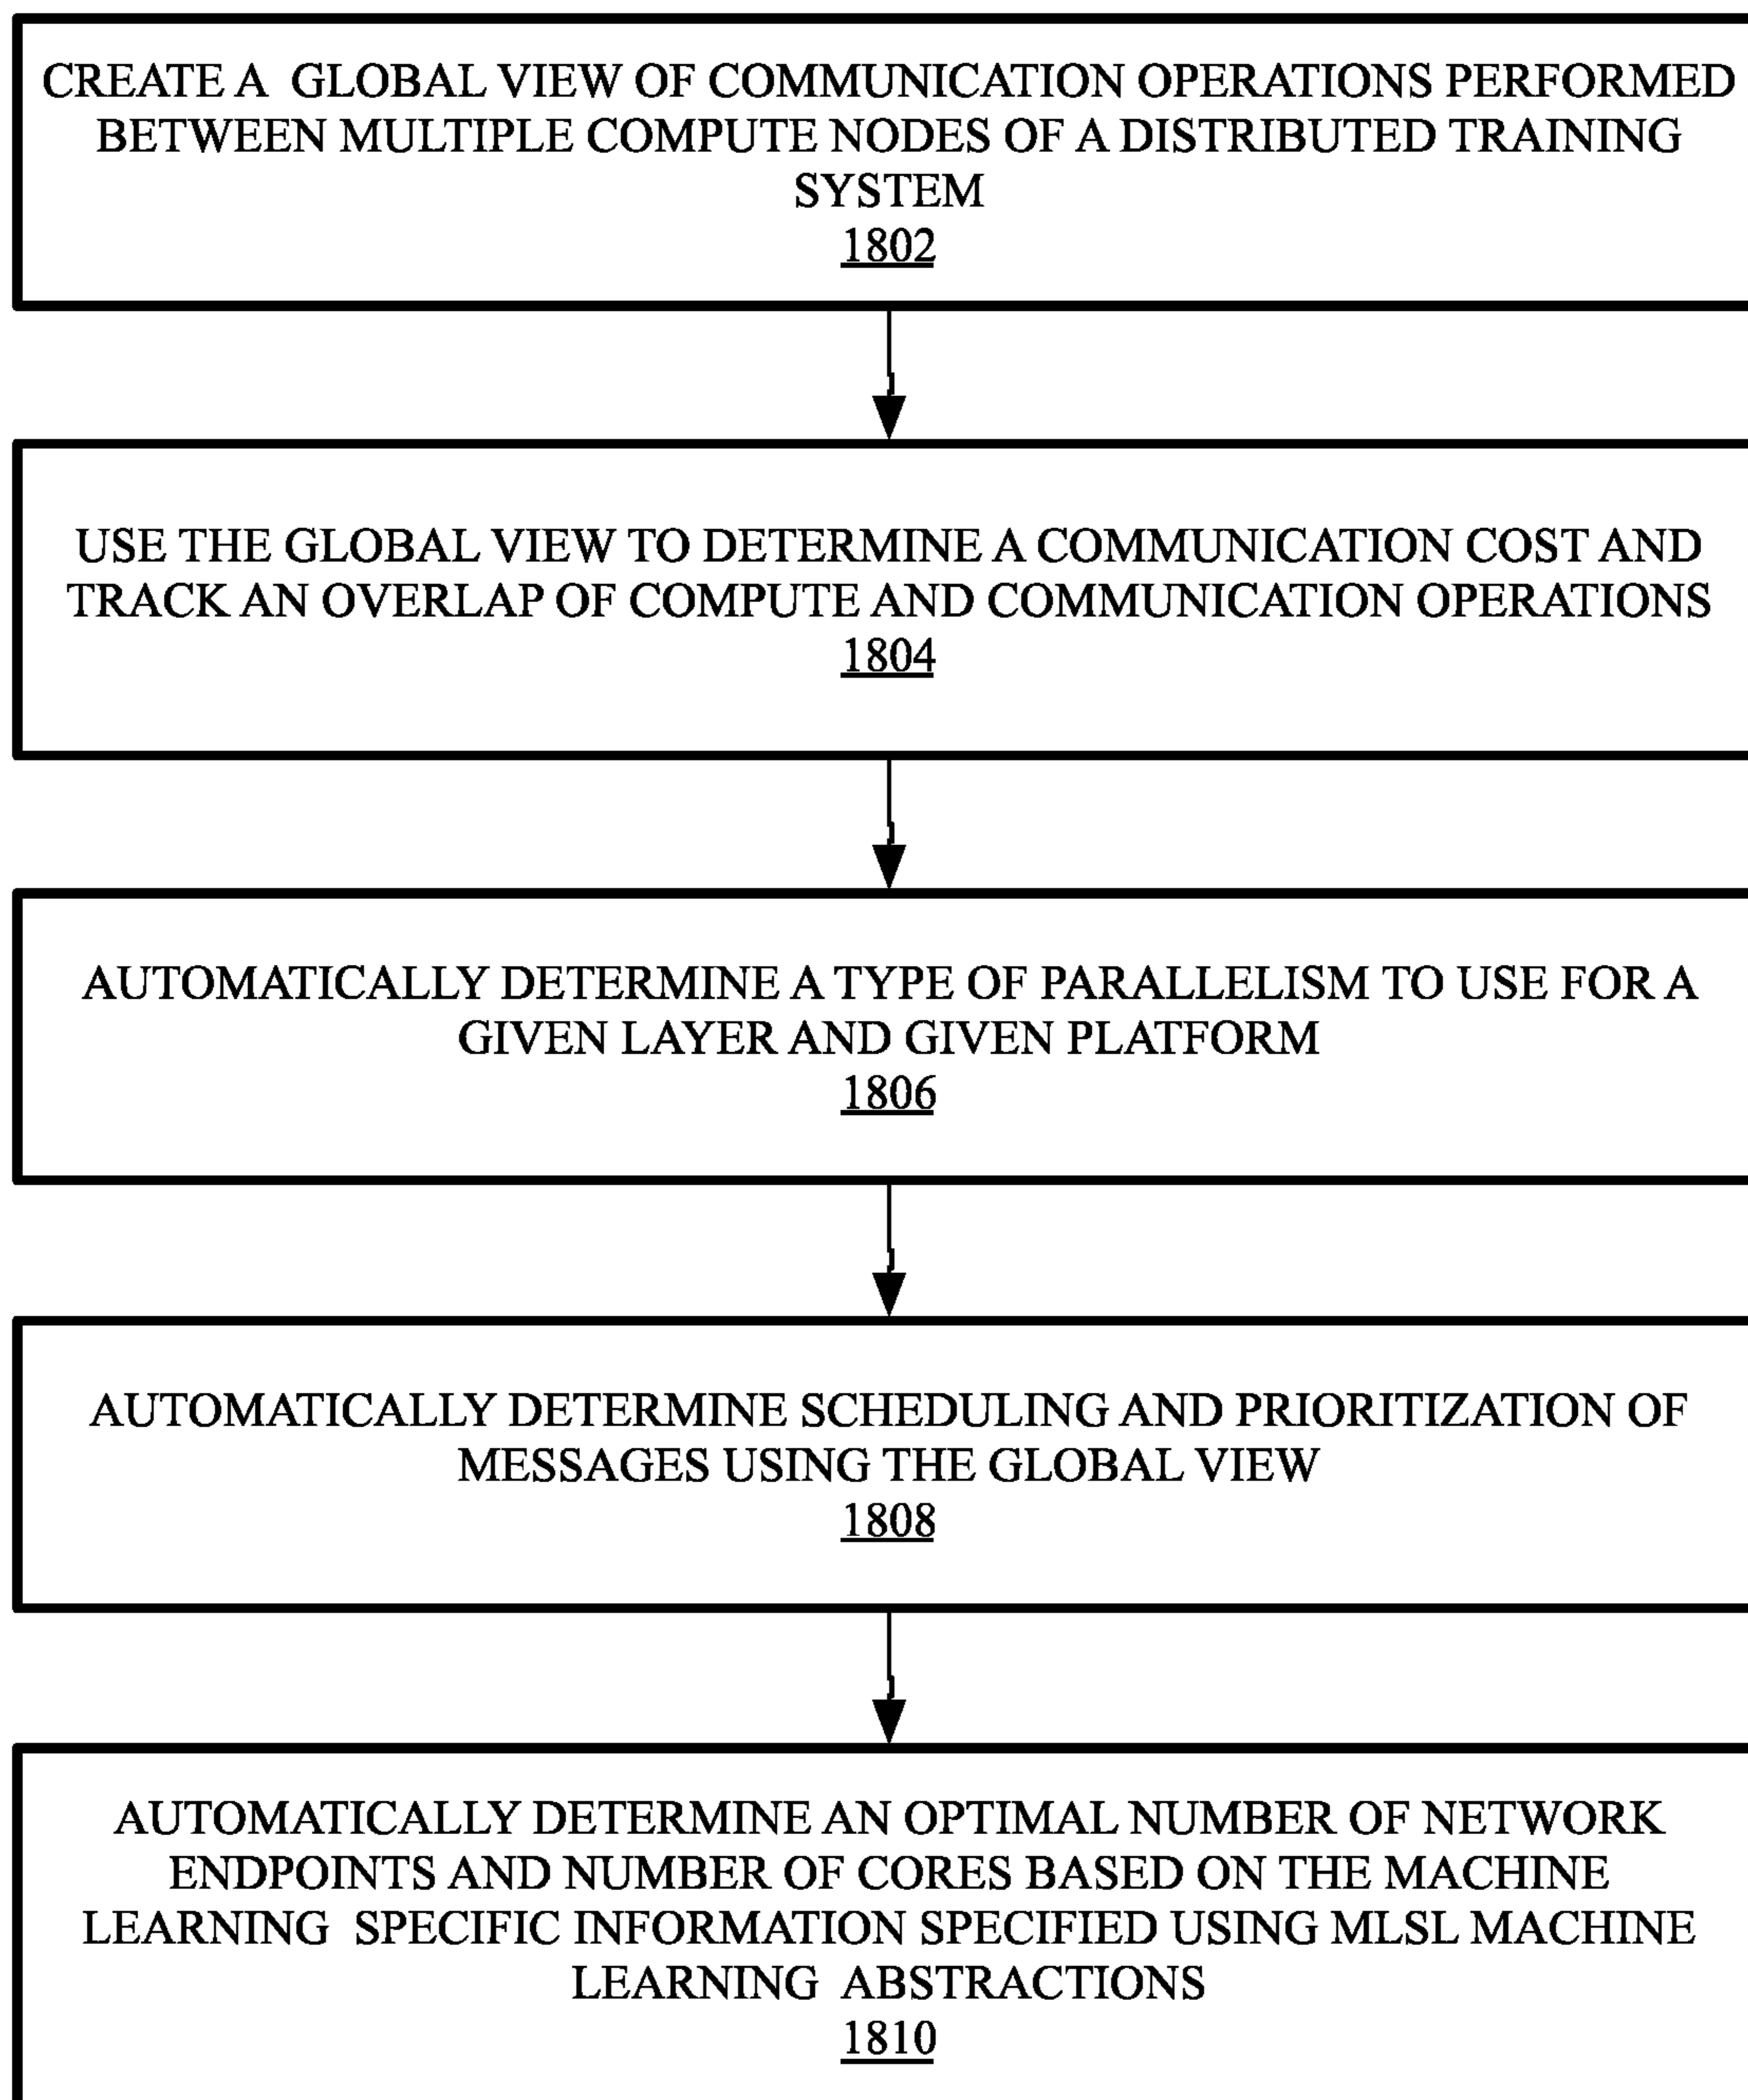 CREATE A GLOBAL VIEW OF COMMUNICATION OPERATIONS PERFORMED
BETWEEN MULTIPLE COMPUTE NODES OF A DISTRIBUTED TRAINING
SYSTEM
1802
USE THE GLOBAL VIEW TO DETERMINE A COMMUNICATION COST AND
TRACK AN OVERLAP OF COMPUTE AND COMMUNICATION OPERATIONS
1804
AUTOMATICALLY DETERMINE A TYPE OF PARALLELISM TO USE FOR A
GIVEN LAYER AND GIVEN PLATFORM
1806
AUTOMATICALLY DETERMINE SCHEDULING AND PRIORITIZATION OF
MESSAGES USING THE GLOBAL VIEW
1808
AUTOMATICALLY DETERMINE AN OPTIMAL NUMBER OF NETWORK
ENDPOINTS AND NUMBER OF CORES BASED ON THE MACHINE
LEARNING SPECIFIC INFORMATION SPECIFIED USING MLSL MACHINE
LEARNING ABSTRACTIONS
1810